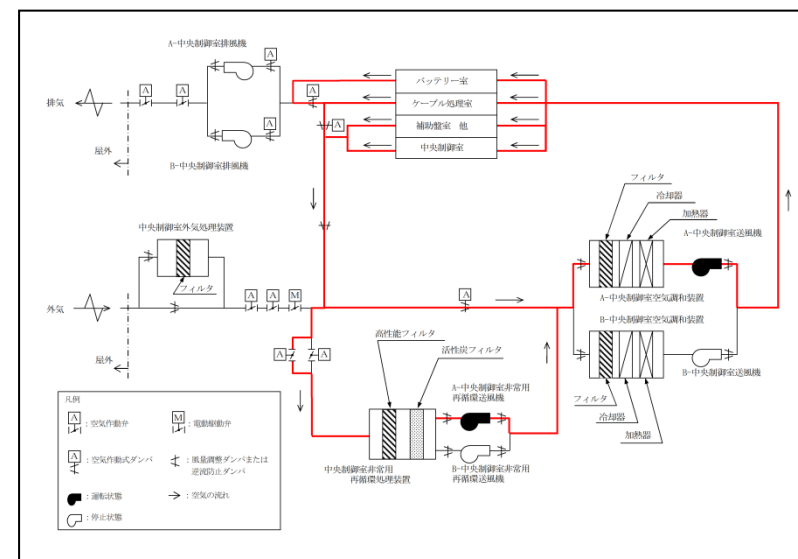 A-中央制御室排風機
A
A
A
A
排気
屋外
A
B-中央制御室排風機
A
バッテリー室
ケーブル処理室
補助盤室 他
中央制御室
A
中央制御室外気処理装置
フィルタ
外気
屋外
A
A
M
A
フィルタ
冷却器
加熱器
A-中央制御室送風機
A-中央制御室空気調和装置
B-中央制御室空気調和装置
B-中央制御室送風機
フィルタ
冷却器
加熱器
A
A
高性能フィルタ
活性炭フィルタ
A-中央制御室非常用
再循環送風機
中央制御室非常用
再循環処理装置
B-中央制御室非常用
再循環送風機
凡例
A
:空気作動弁
M
:電動駆動弁
A
:空気作動式ダンパ
:風量調整ダンパまたは
逆流防止ダンパ
:運転状態
:空気の流れ
:停止状態